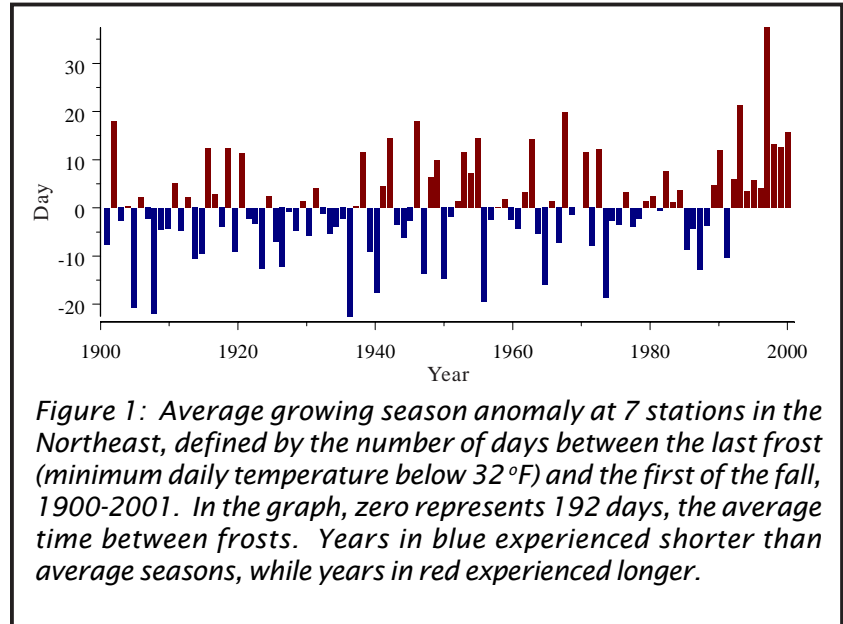 30
20
10
0
-10
-20
Day
1900 1920 1940 1960 1980 2000
Year
Figure 1: Average growing season anomaly at 7 stations in the
Northeast, defined by the number of days between the last frost
(minimum daily temperature below 32°F) and the first of the fall,
1900-2001. In the graph, zero represents 192 days, the average
time between frosts. Years in blue experienced shorter than
average seasons, while years in red experienced longer.